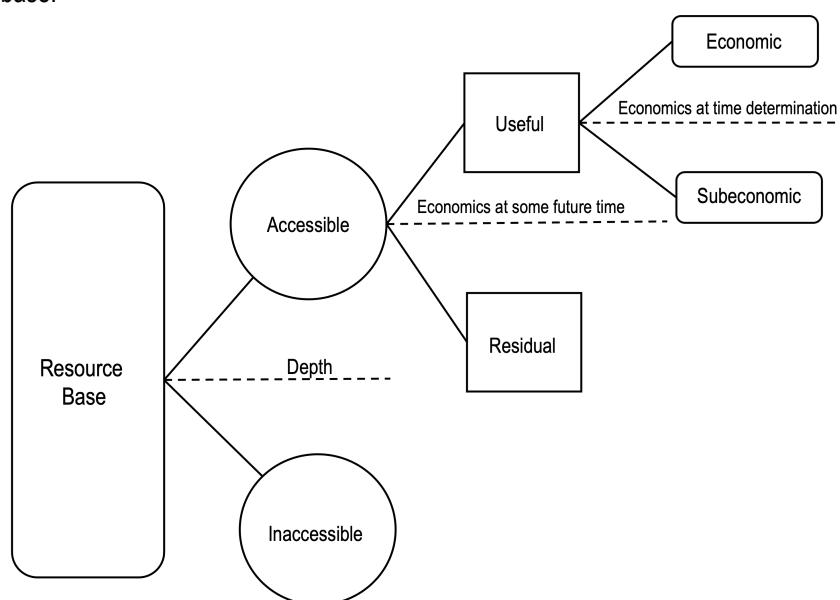 base.
Economic
Economics at time determination
Useful
Subeconomic
Economics at some future time
Accessible
Residual
Depth
Resource
Base
Inaccessible